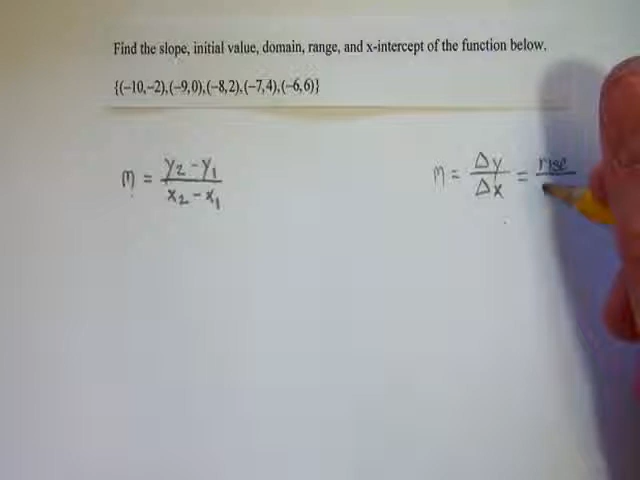 Find the slope, initial value, domain, range, and x-intercept of the function below.
{(−10,−2),(−9,0),(−8,2),(−7,4),(−6,6)}
m = y₂ − y₁ / x₂ − x₁
m = Δy / Δx = rise /